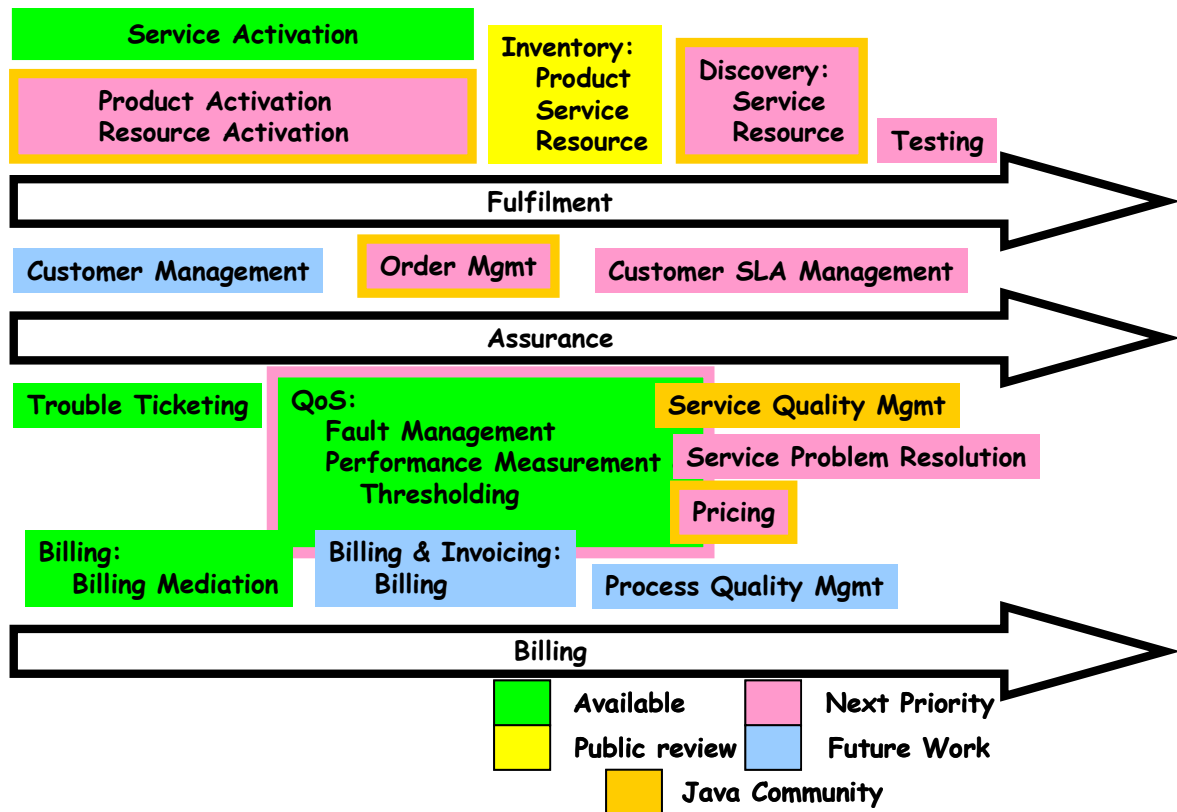 Service Activation
Product Activation
Resource Activation
Inventory:
Product
Service
Resource
Discovery:
Service
Resource
Testing
Fulfilment
Customer Management
Order Mgmt
Customer SLA Management
Assurance
Trouble Ticketing
QoS:
Fault Management
Performance Measurement
Thresholding
Service Quality Mgmt
Service Problem Resolution
Pricing
Billing:
Billing Mediation
Billing & Invoicing:
Billing
Process Quality Mgmt
Billing
Available
Next Priority
Public review
Future Work
Java Community